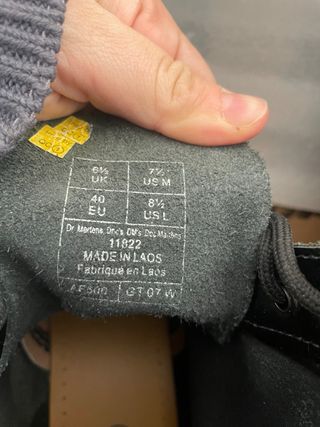 6½ 7½
UK US M
40 8½
EU US L
Dr. Martens, Doc's, DM's, Doc Martens
11822
MADE IN LAOS
Fabriqué en Laos
GT 07 W